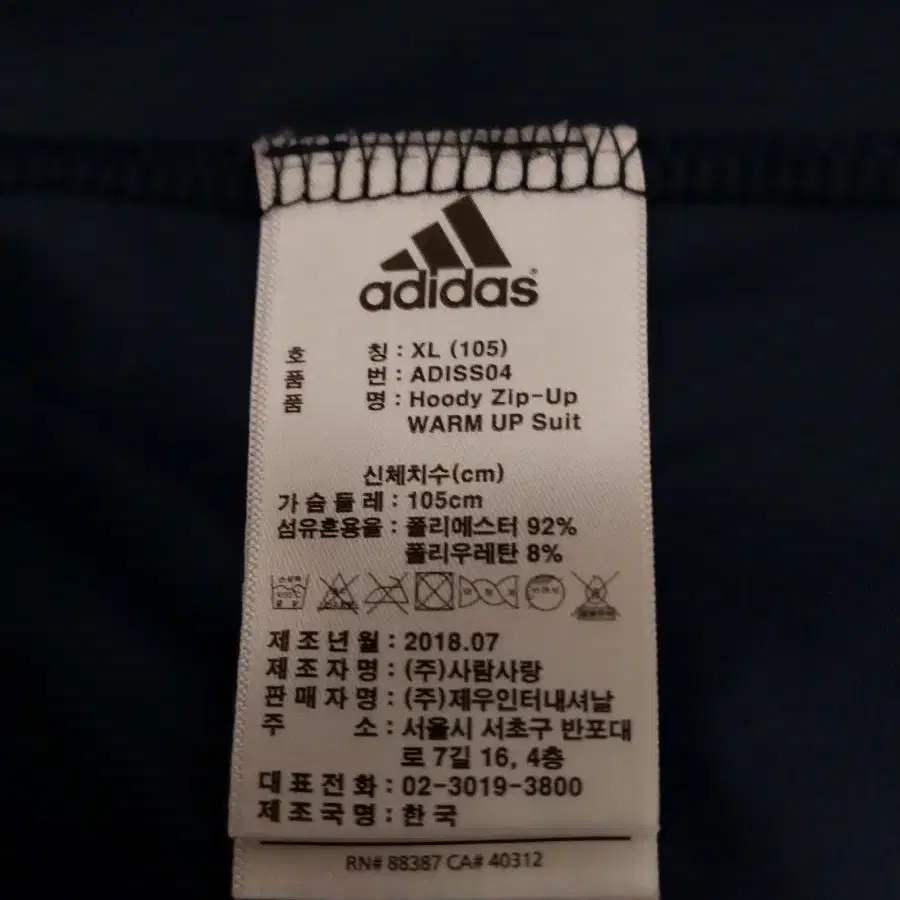 adidas
호 칭 : XL (105)
품 번 : ADISS04
품 명 : Hoody Zip-Up
WARM UP Suit
신체치수(cm)
가슴둘레 : 105cm
섬유혼용율 : 폴리에스터 92%
폴리우레탄 8%
제조년월 : 2018.07
제조자명 : (주)사람사랑
판매자명 : (주)제우인터내셔날
주 소 : 서울시 서초구 반포대
로 7길 16, 4층
대표전화 : 02-3019-3800
제조국명 : 한국
RN# 88387 CA# 40312